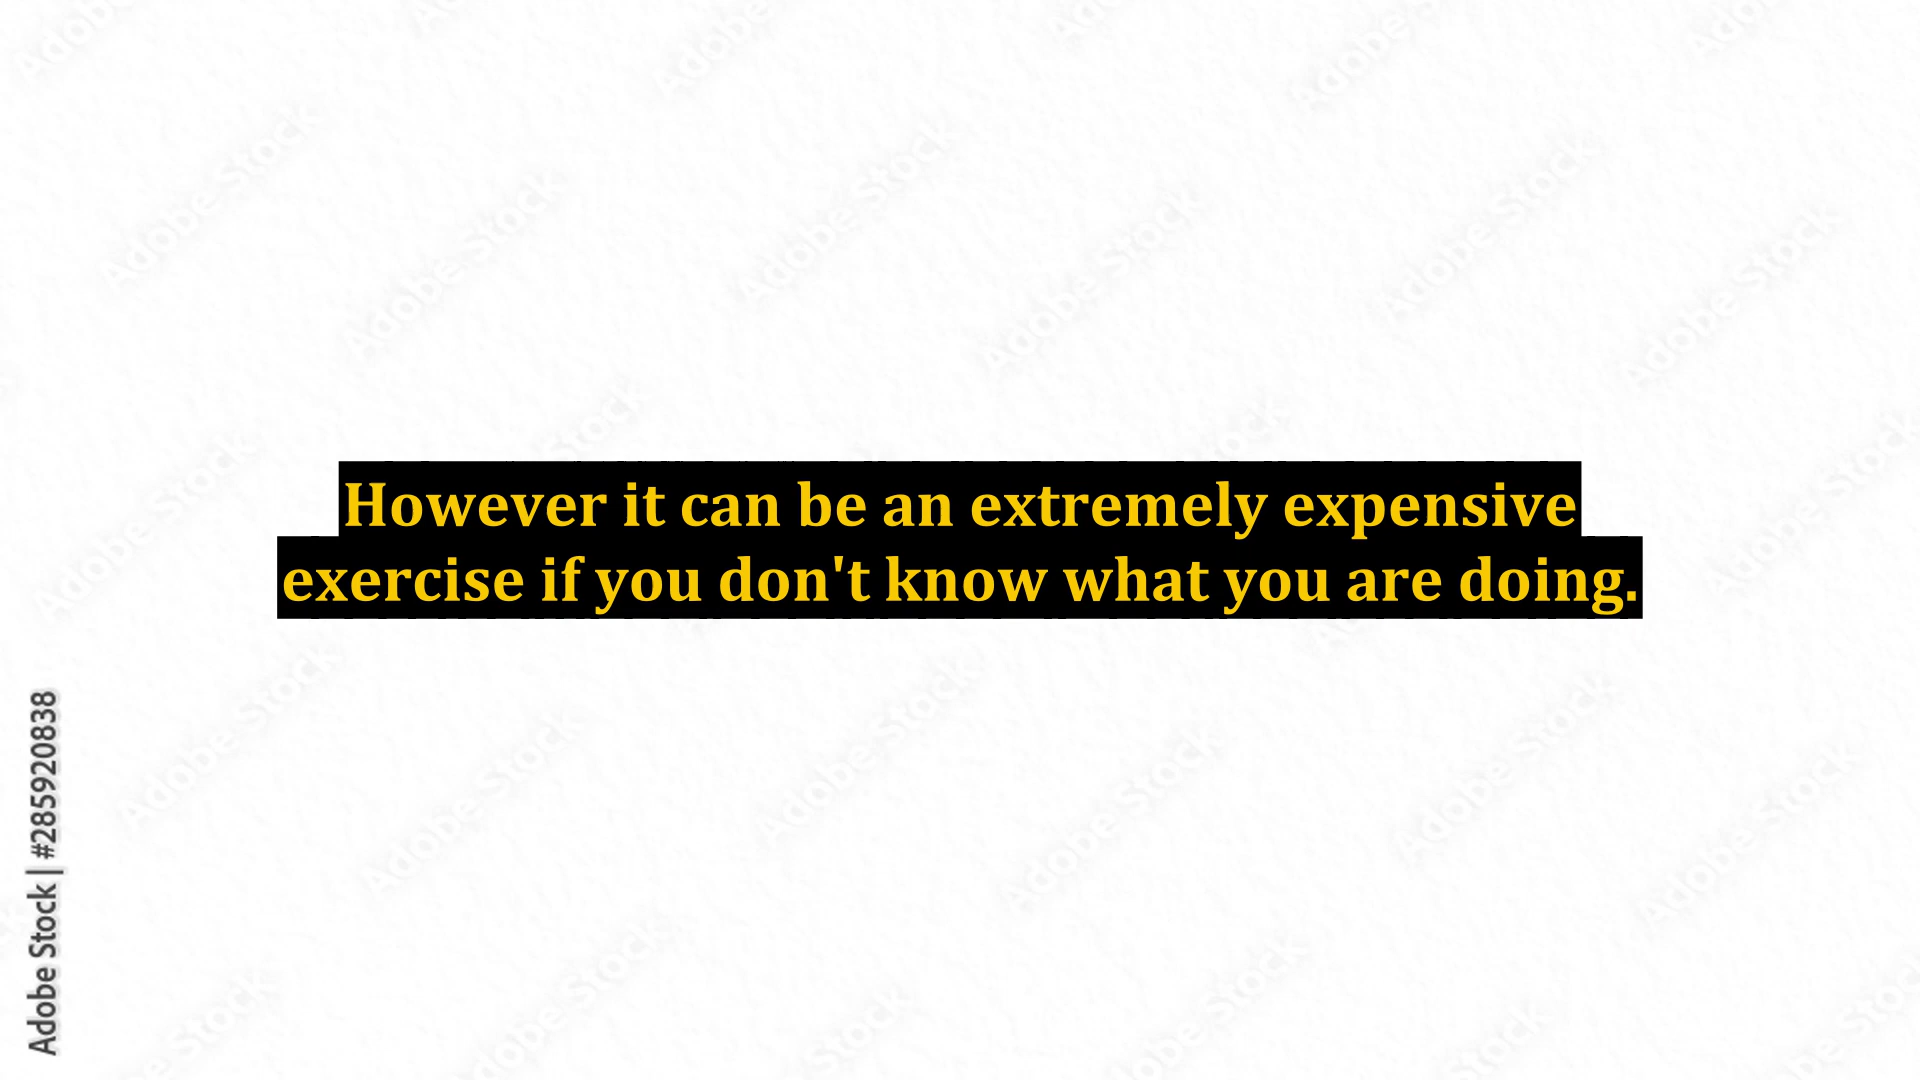 However it can be an extremely expensive
exercise if you don't know what you are doing.
Adobe Stock | #285920838